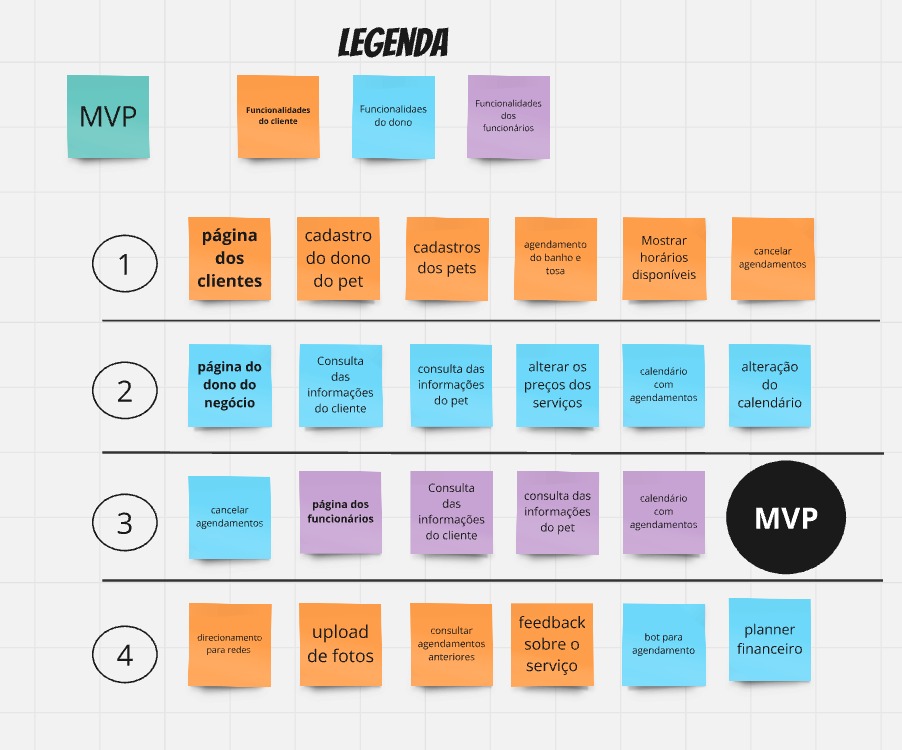 LEGENDA
MVP
Funcionalidades
do cliente
Funcionalidaes
do dono
Funcionalidades
dos
funcionários
1
página
dos
clientes
cadastro
do dono
do pet
cadastros
dos pets
agendamento
do banho e
tosa
Mostrar
horários
disponíveis
cancelar
agendamentos
2
página do
dono do
negócio
Consulta
das
informações
do cliente
consulta das
informações
do pet
alterar os
preços dos
serviços
calendário
com
agendamentos
alteração
do
calendário
3
cancelar
agendamentos
página dos
funcionários
Consulta
das
informações
do cliente
consulta das
informações
do pet
calendário
com
agendamentos
MVP
4
direcionamento
para redes
upload
de fotos
consultar
agendamentos
anteriores
feedback
sobre o
serviço
bot para
agendamento
planner
financeiro